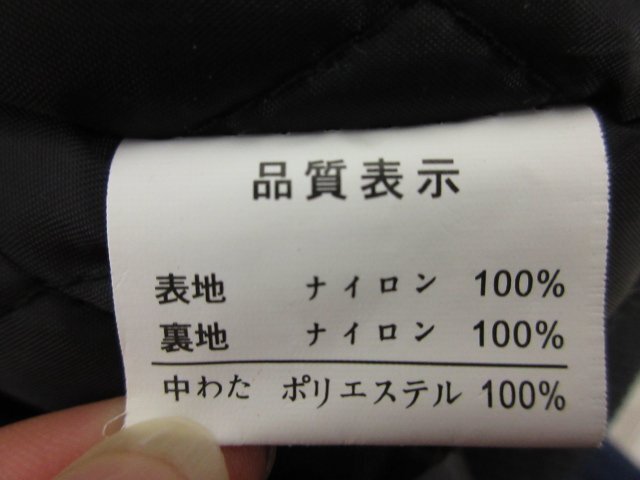 品質表示
表地 ナイロン 100%
裏地 ナイロン 100%
中わた ポリエステル 100%